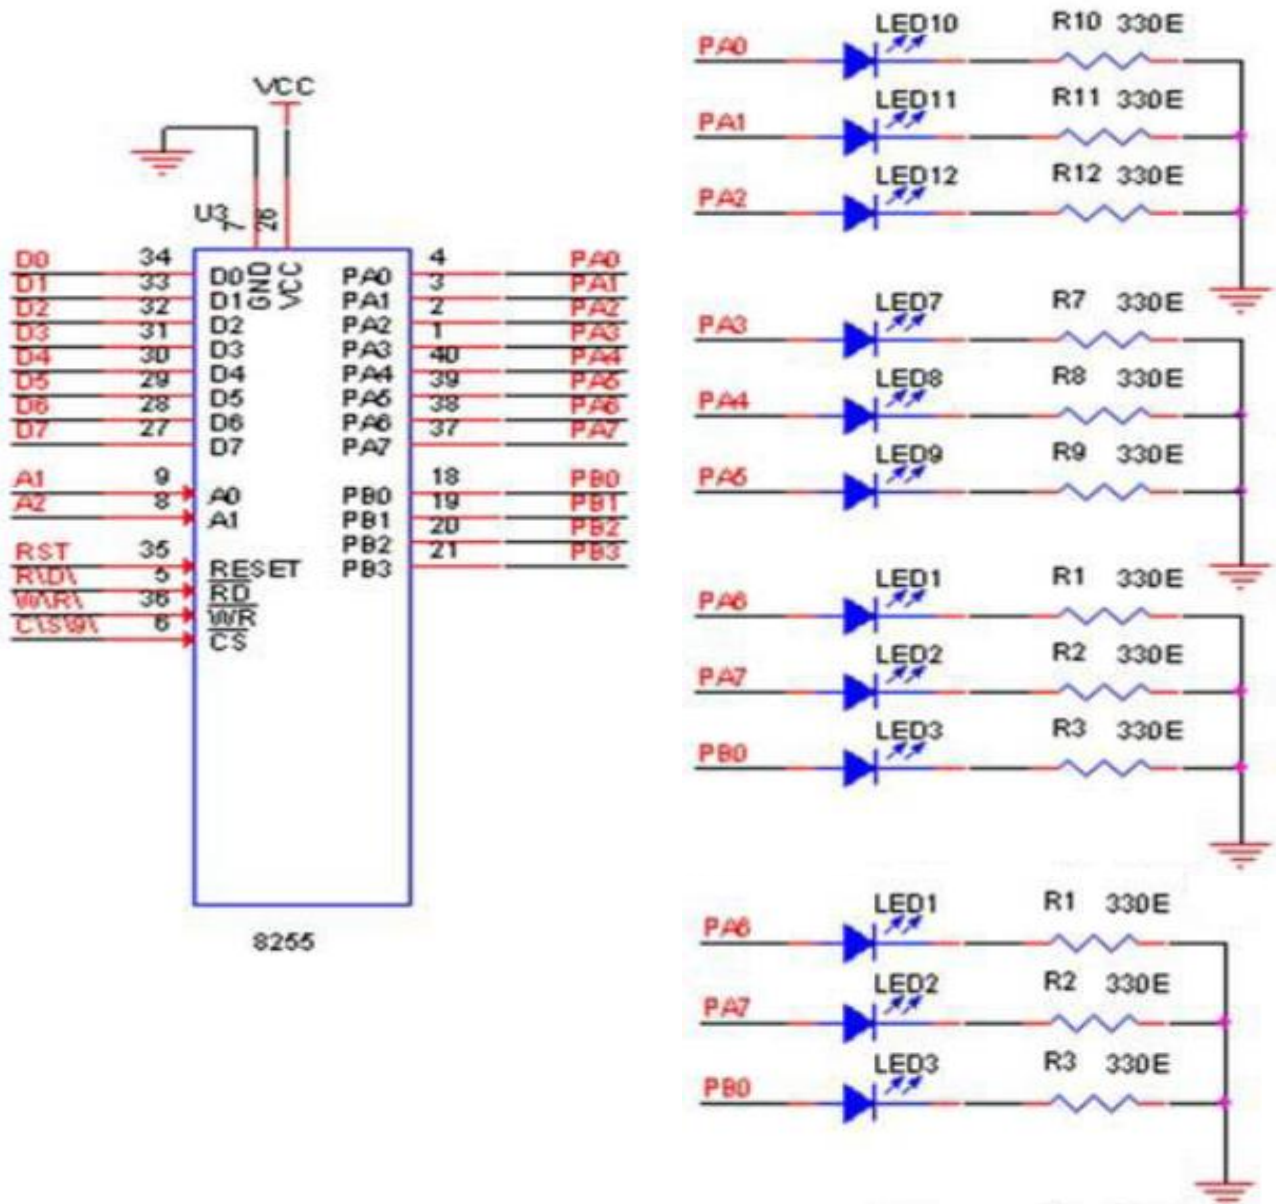 VCC
U3
7
26
D0 34 D0 GND VCC PA0 4 PA0
D1 33 D1 PA1 3 PA1
D2 32 D2 PA2 2 PA2
D3 31 D3 PA3 1 PA3
D4 30 D4 PA4 40 PA4
D5 29 D5 PA5 39 PA5
D6 28 D6 PA6 38 PA6
D7 27 D7 PA7 37 PA7
A1 9 A0 PB0 18 PB0
A2 8 A1 PB1 19 PB1
PB2 20 PB2
RST 35 RESET PB3 21 PB3
R\D\ 5 RD
W\R\ 36 WR
C\S\9\ 6 CS
8255
PA0 LED10 R10 330E
PA1 LED11 R11 330E
PA2 LED12 R12 330E
PA3 LED7 R7 330E
PA4 LED8 R8 330E
PA5 LED9 R9 330E
PA6 LED1 R1 330E
PA7 LED2 R2 330E
PB0 LED3 R3 330E
PA6 LED1 R1 330E
PA7 LED2 R2 330E
PB0 LED3 R3 330E